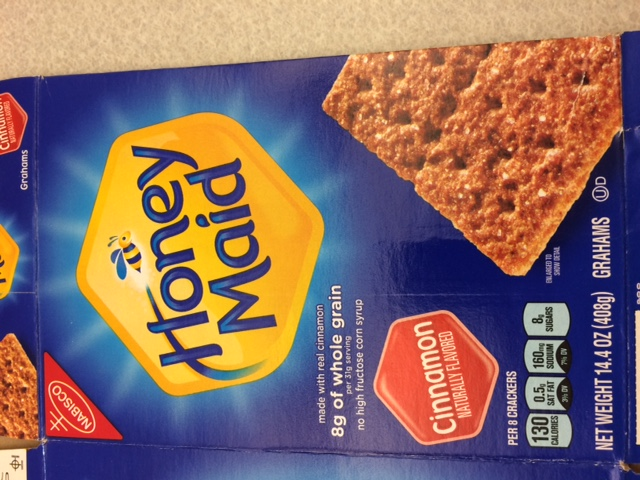 NABISCO
Honey
Maid
made with real cinnamon
8g of whole grain
per 31g serving
no high fructose corn syrup
Cinnamon
NATURALLY FLAVORED
PER 8 CRACKERS
130
CALORIES
0.5g
SAT FAT
3% DV
160mg
SODIUM
7% DV
8g
SUGARS
ENLARGED TO
SHOW DETAIL
NET WEIGHT 14.4 OZ (408g)
GRAHAMS
U D
Cinnamon
NATURALLY FLAVORED
Grahams